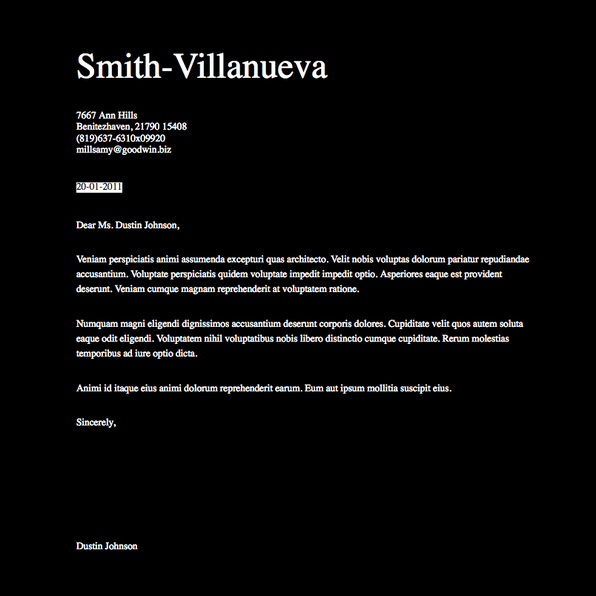 Smith-Villanueva
7667 Ann Hills
Benitezhaven, 21790 15408
(819)637-6310x09920
millsamy@goodwin.biz
20-01-2011
Dear Ms. Dustin Johnson,
Veniam perspiciatis animi assumenda excepturi quas architecto. Velit nobis voluptas dolorum pariatur repudiandae
accusantium. Voluptate perspiciatis quidem voluptate impedit impedit optio. Asperiores eaque est provident
deserunt. Veniam cumque magnam reprehenderit at voluptatem ratione.
Numquam magni eligendi dignissimos accusantium deserunt corporis dolores. Cupiditate velit quos autem soluta
eaque odit eligendi. Voluptatem nihil voluptatibus nobis libero distinctio cumque cupiditate. Rerum molestias
temporibus ad iure optio dicta.
Animi id itaque eius animi dolorum reprehenderit earum. Eum aut ipsum mollitia suscipit eius.
Sincerely,
Dustin Johnson